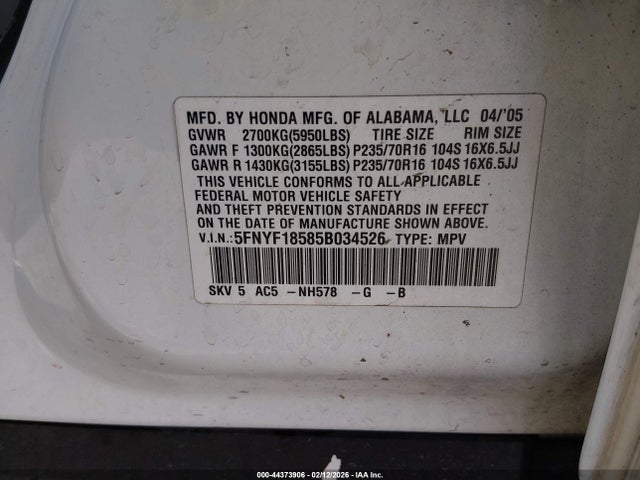 MFD. BY HONDA MFG. OF ALABAMA, LLC 04/'05
GVWR 2700KG(5950LBS) TIRE SIZE RIM SIZE
GAWR F 1300KG(2865LBS) P235/70R16 104S 16X6.5JJ
GAWR R 1430KG(3155LBS) P235/70R16 104S 16X6.5JJ
THIS VEHICLE CONFORMS TO ALL APPLICABLE
FEDERAL MOTOR VEHICLE SAFETY
AND THEFT PREVENTION STANDARDS IN EFFECT
ON THE DATE OF MANUFACTURE SHOWN ABOVE.
V.I.N.: 5FNYF18585B034526 TYPE: MPV
SKV 5 AC5 -NH578 -G -B
000-44373906 - 02/12/2026 - IAA Inc.